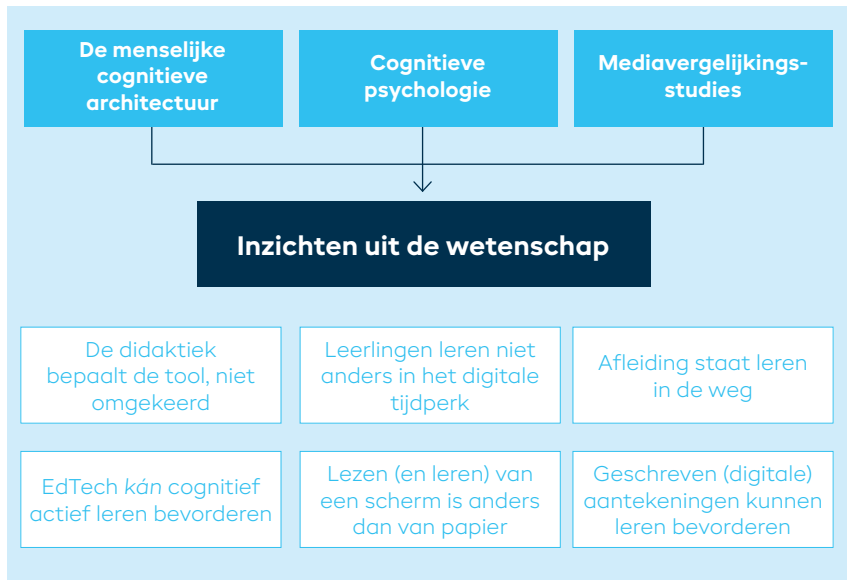 De menselijke
cognitieve
architectuur
Cognitieve
psychologie
Mediavergelijkings-
studies
Inzichten uit de wetenschap
De didaktiek
bepaalt de tool, niet
omgekeerd
Leerlingen leren niet
anders in het digitale
tijdperk
Afleiding staat leren
in de weg
EdTech kán cognitief
actief leren bevorderen
Lezen (en leren) van
een scherm is anders
dan van papier
Geschreven (digitale)
aantekeningen kunnen
leren bevorderen